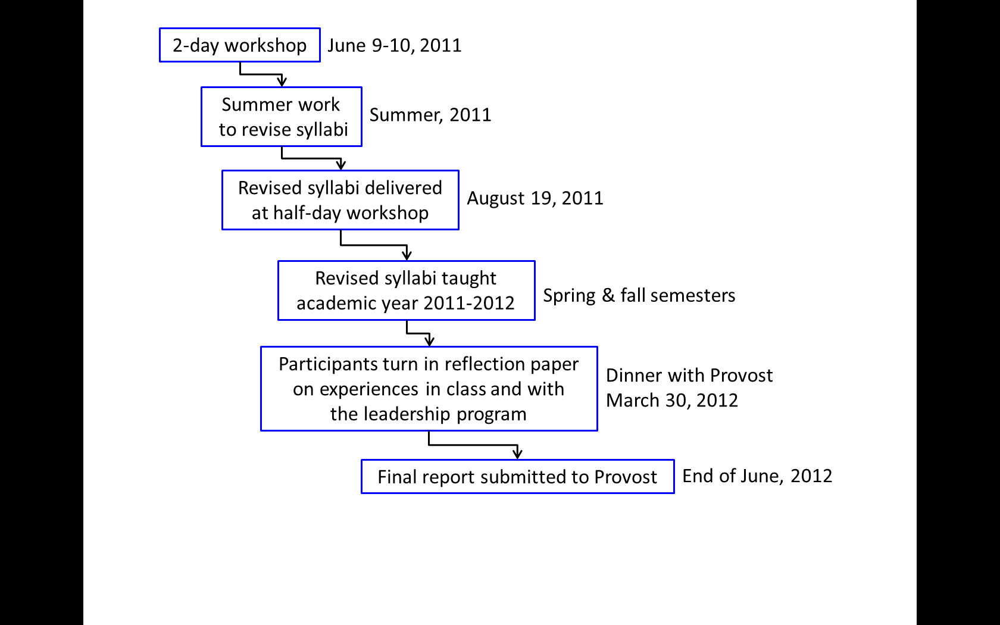 2-day workshop
June 9-10, 2011
Summer work
to revise syllabi
Summer, 2011
Revised syllabi delivered
at half-day workshop
August 19, 2011
Revised syllabi taught
academic year 2011-2012
Spring & fall semesters
Participants turn in reflection paper
on experiences in class and with
the leadership program
Dinner with Provost
March 30, 2012
Final report submitted to Provost
End of June, 2012